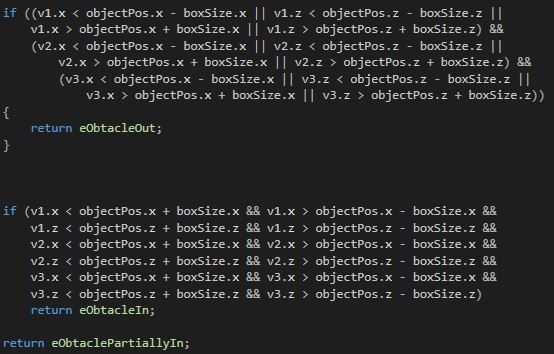 if ((v1.x < objectPos.x - boxSize.x || v1.z < objectPos.z - boxSize.z ||
v1.x > objectPos.x + boxSize.x || v1.z > objectPos.z + boxSize.z) &&
(v2.x < objectPos.x - boxSize.x || v2.z < objectPos.z - boxSize.z ||
v2.x > objectPos.x + boxSize.x || v2.z > objectPos.z + boxSize.z) &&
(v3.x < objectPos.x - boxSize.x || v3.z < objectPos.z - boxSize.z ||
v3.x > objectPos.x + boxSize.x || v3.z > objectPos.z + boxSize.z))
{
return eObtacleOut;
}
if (v1.x < objectPos.x + boxSize.x && v1.x > objectPos.x - boxSize.x &&
v1.z < objectPos.z + boxSize.z && v1.z > objectPos.z - boxSize.z &&
v2.x < objectPos.x + boxSize.x && v2.x > objectPos.x - boxSize.x &&
v2.z < objectPos.z + boxSize.z && v2.z > objectPos.z - boxSize.z &&
v3.x < objectPos.x + boxSize.x && v3.x > objectPos.x - boxSize.x &&
v3.z < objectPos.z + boxSize.z && v3.z > objectPos.z - boxSize.z)
return eObtacleIn;
return eObtaclePartiallyIn;